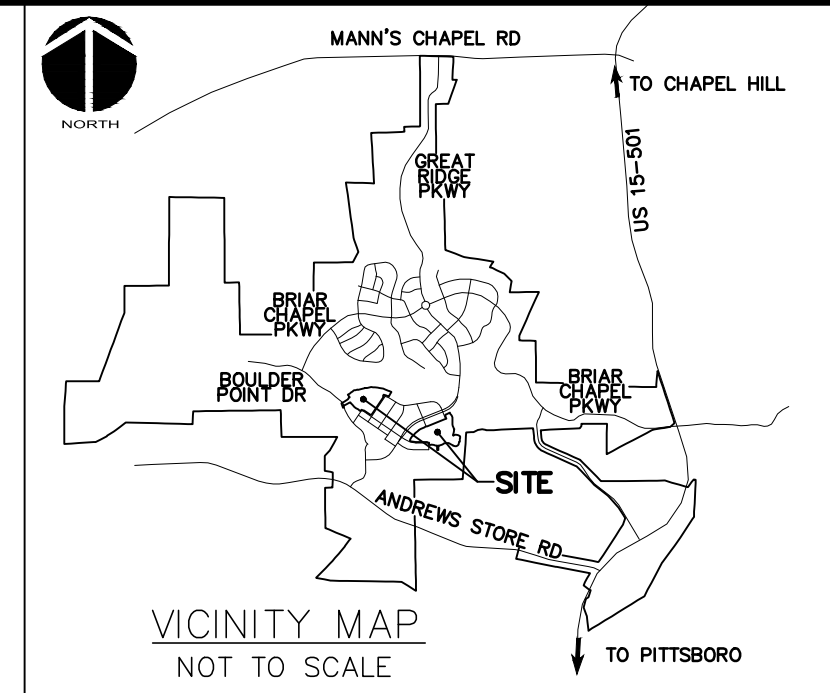 MANN'S CHAPEL RD
NORTH
TO CHAPEL HILL
US 15-501
GREAT
RIDGE
PKWY
BRIAR
CHAPEL
PKWY
BOULDER
POINT DR
BRIAR
CHAPEL
PKWY
SITE
ANDREWS STORE RD
VICINITY MAP
NOT TO SCALE
TO PITTSBORO